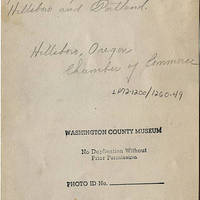 Hillsboro and Portland.
Hillsboro, Oregon
Chamber of Commerce
LM72-1200/1260-49
WASHINGTON COUNTY MUSEUM
No Duplication Without
Prior Permission
PHOTO ID No.